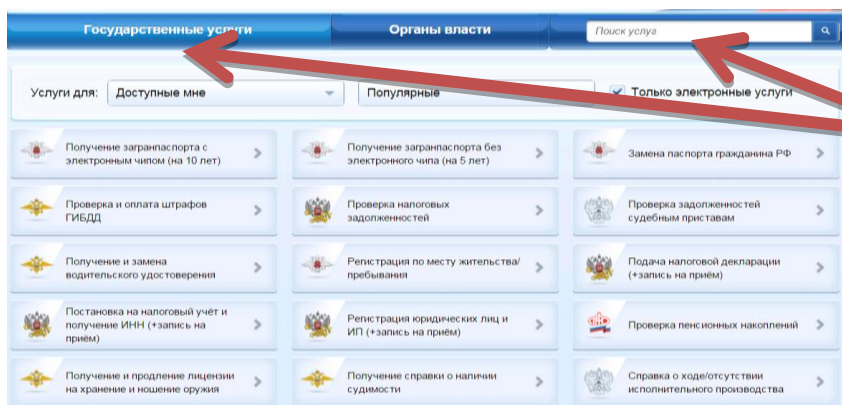 Государственные услуги
Органы власти
Поиск услуг
Услуги для:
Доступные мне
Популярные
Только электронные услуги
Получение загранпаспорта с
электронным чипом (на 10 лет)
Получение загранпаспорта без
электронного чипа (на 5 лет)
Замена паспорта гражданина РФ
Проверка и оплата штрафов
ГИБДД
Проверка налоговых
задолженностей
Проверка задолженностей
судебным приставам
Получение и замена
водительского удостоверения
Регистрация по месту жительства/
пребывания
Подача налоговой декларации
(+запись на приём)
Постановка на налоговый учёт и
получение ИНН (+запись на
приём)
Регистрация юридических лиц и
ИП (+запись на приём)
Проверка пенсионных накоплений
Получение и продление лицензии
на хранение и ношение оружия
Получение справки о наличии
судимости
Справка о ходе/отсутствии
исполнительного производства